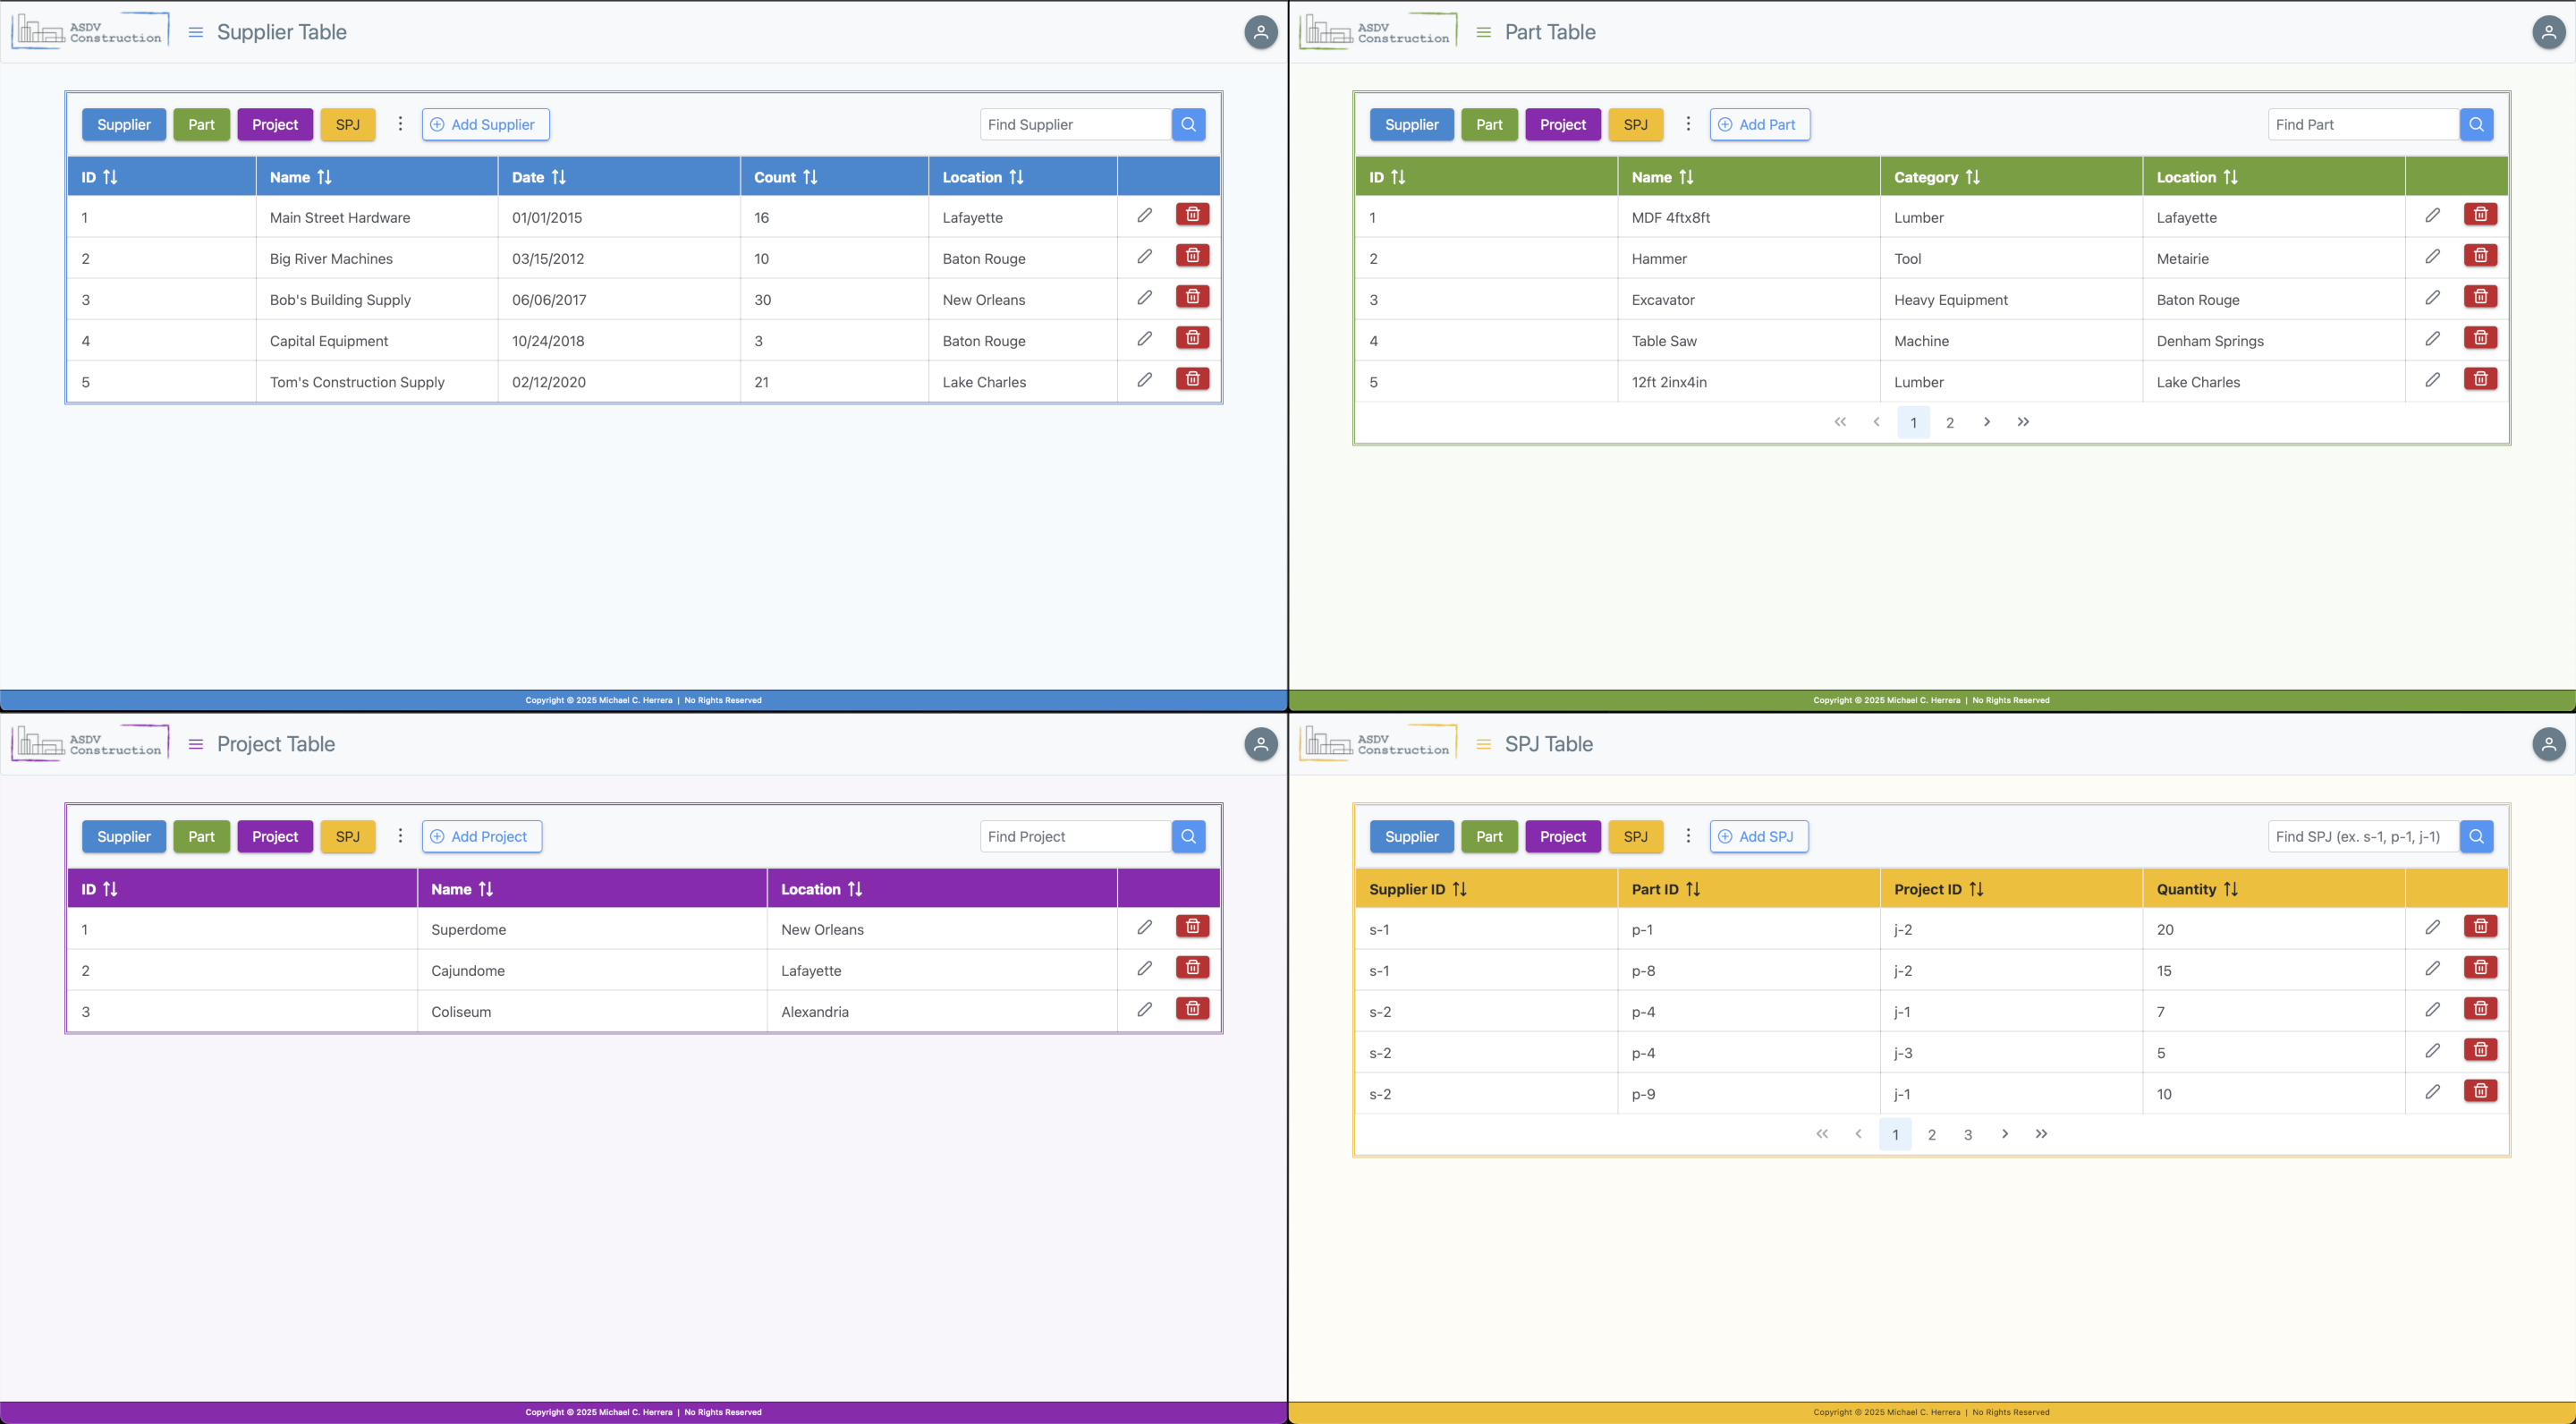 ASDV
Construction
Supplier Table
Supplier Part Project SPJ Add Supplier Find Supplier
ID Name Date Count Location
1 Main Street Hardware 01/01/2015 16 Lafayette
2 Big River Machines 03/15/2012 10 Baton Rouge
3 Bob's Building Supply 06/06/2017 30 New Orleans
4 Capital Equipment 10/24/2018 3 Baton Rouge
5 Tom's Construction Supply 02/12/2020 21 Lake Charles
Copyright © 2025 Michael C. Herrera | No Rights Reserved
ASDV
Construction
Part Table
Supplier Part Project SPJ Add Part Find Part
ID Name Category Location
1 MDF 4ftx8ft Lumber Lafayette
2 Hammer Tool Metairie
3 Excavator Heavy Equipment Baton Rouge
4 Table Saw Machine Denham Springs
5 12ft 2inx4in Lumber Lake Charles
1 2
Copyright © 2025 Michael C. Herrera | No Rights Reserved
ASDV
Construction
Project Table
Supplier Part Project SPJ Add Project Find Project
ID Name Location
1 Superdome New Orleans
2 Cajundome Lafayette
3 Coliseum Alexandria
Copyright © 2025 Michael C. Herrera | No Rights Reserved
ASDV
Construction
SPJ Table
Supplier Part Project SPJ Add SPJ Find SPJ (ex. s-1, p-1, j-1)
Supplier ID Part ID Project ID Quantity
s-1 p-1 j-2 20
s-1 p-8 j-2 15
s-2 p-4 j-1 7
s-2 p-4 j-3 5
s-2 p-9 j-1 10
1 2 3
Copyright © 2025 Michael C. Herrera | No Rights Reserved